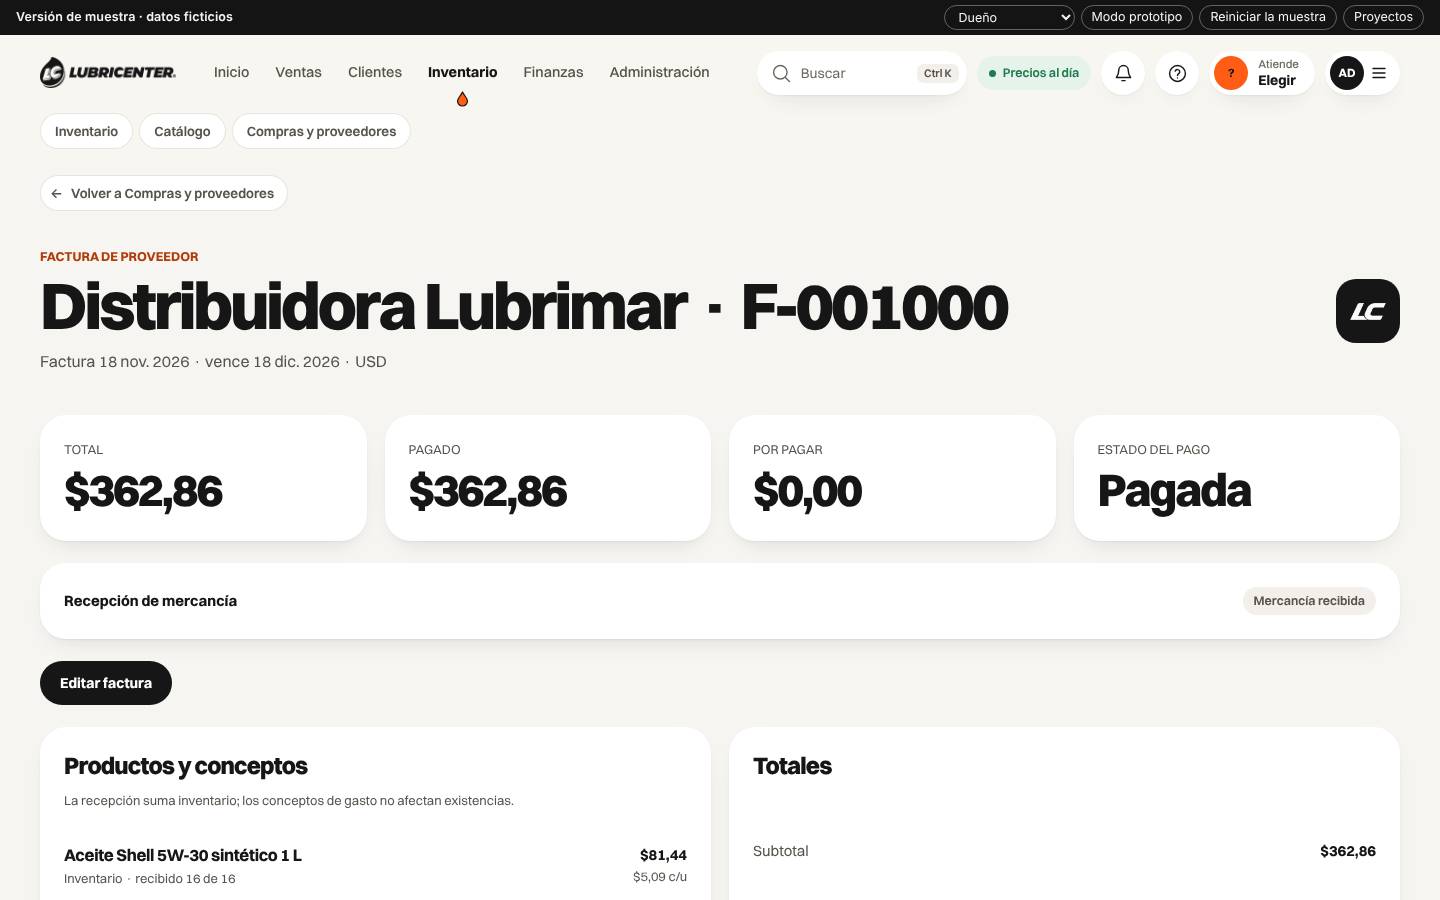 Versión de muestra · datos ficticios
Dueño
Modo prototipo
Reiniciar la muestra
Proyectos
LC LUBRICENTER.
Inicio
Ventas
Clientes
Inventario
Finanzas
Administración
Buscar
Ctrl K
Precios al día
?
Atiende
Elegir
AD
Inventario
Catálogo
Compras y proveedores
← Volver a Compras y proveedores
FACTURA DE PROVEEDOR
Distribuidora Lubrimar · F-001000
LC
Factura 18 nov. 2026 · vence 18 dic. 2026 · USD
TOTAL
$362,86
PAGADO
$362,86
POR PAGAR
$0,00
ESTADO DEL PAGO
Pagada
Recepción de mercancía
Mercancía recibida
Editar factura
Productos y conceptos
La recepción suma inventario; los conceptos de gasto no afectan existencias.
Aceite Shell 5W-30 sintético 1 L
$81,44
Inventario · recibido 16 de 16
$5,09 c/u
Totales
Subtotal
$362,86